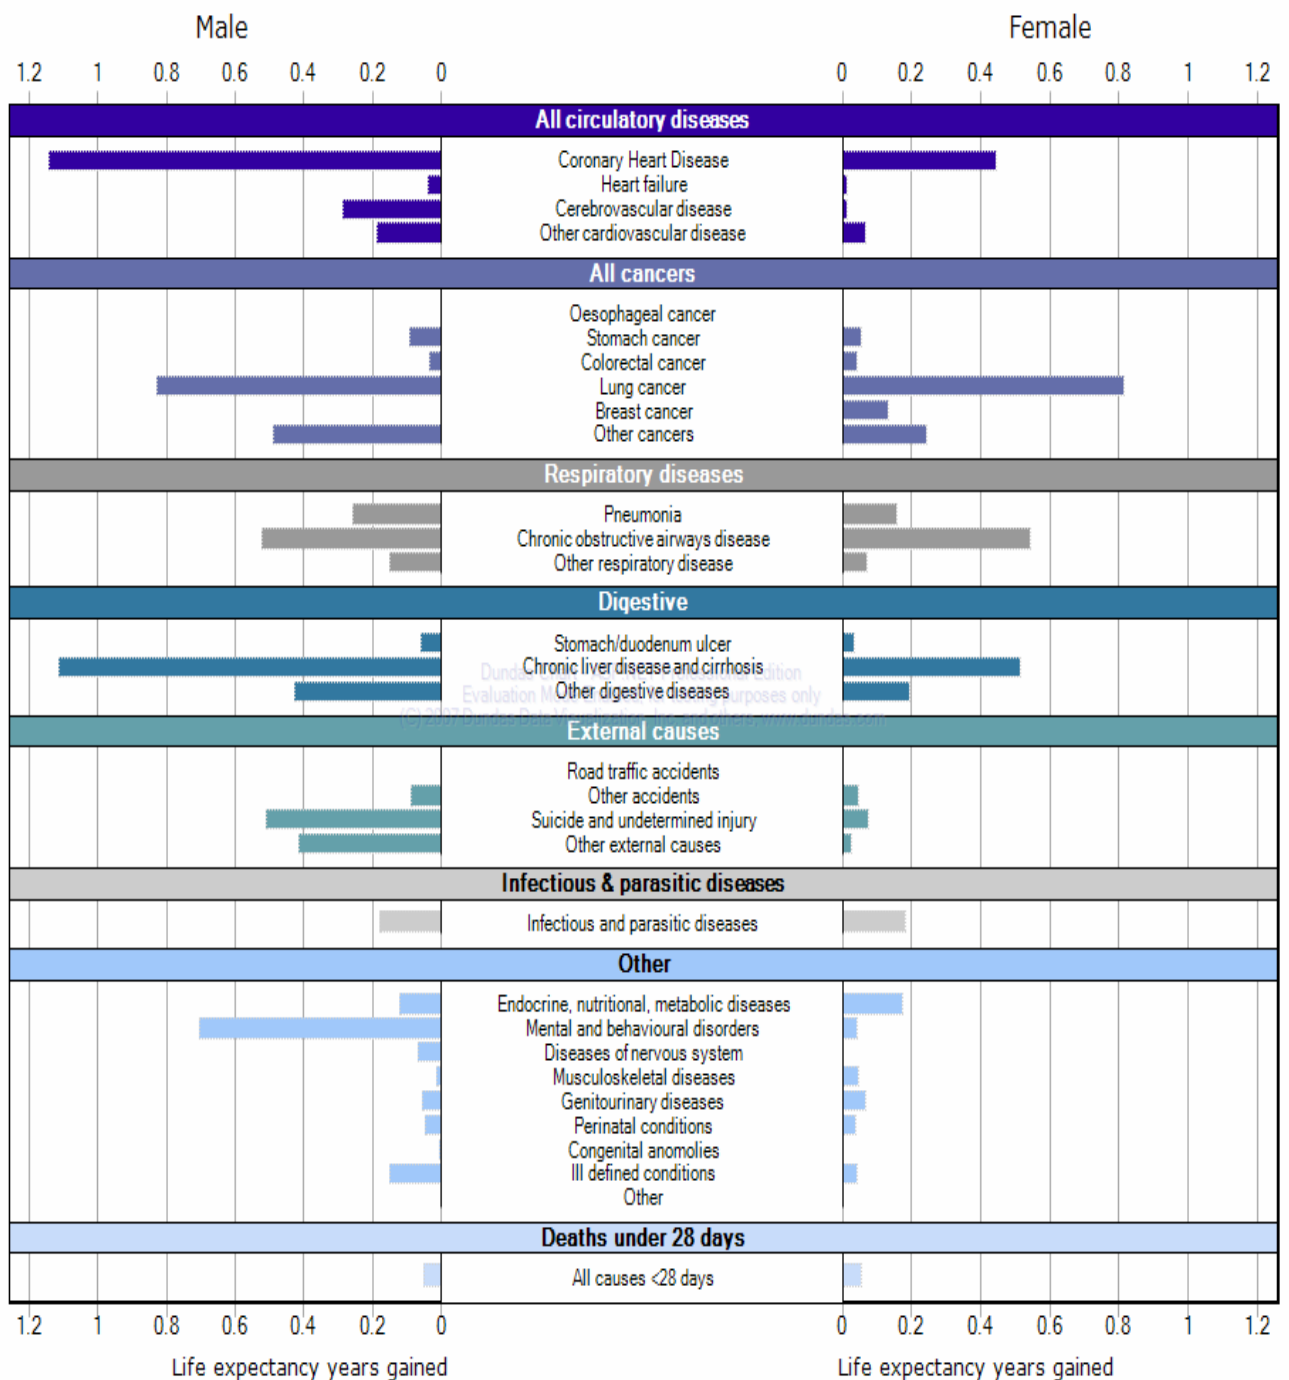 Male Female
1.2 1 0.8 0.6 0.4 0.2 0 0 0.2 0.4 0.6 0.8 1 1.2
All circulatory diseases
Coronary Heart Disease
Heart failure
Cerebrovascular disease
Other cardiovascular disease
All cancers
Oesophageal cancer
Stomach cancer
Colorectal cancer
Lung cancer
Breast cancer
Other cancers
Respiratory diseases
Pneumonia
Chronic obstructive airways disease
Other respiratory disease
Digestive
Stomach/duodenum ulcer
Chronic liver disease and cirrhosis
Other digestive diseases
External causes
Road traffic accidents
Other accidents
Suicide and undetermined injury
Other external causes
Infectious & parasitic diseases
Infectious and parasitic diseases
Other
Endocrine, nutritional, metabolic diseases
Mental and behavioural disorders
Diseases of nervous system
Musculoskeletal diseases
Genitourinary diseases
Perinatal conditions
Congenital anomolies
Ill defined conditions
Other
Deaths under 28 days
All causes <28 days
1.2 1 0.8 0.6 0.4 0.2 0 0 0.2 0.4 0.6 0.8 1 1.2
Life expectancy years gained Life expectancy years gained